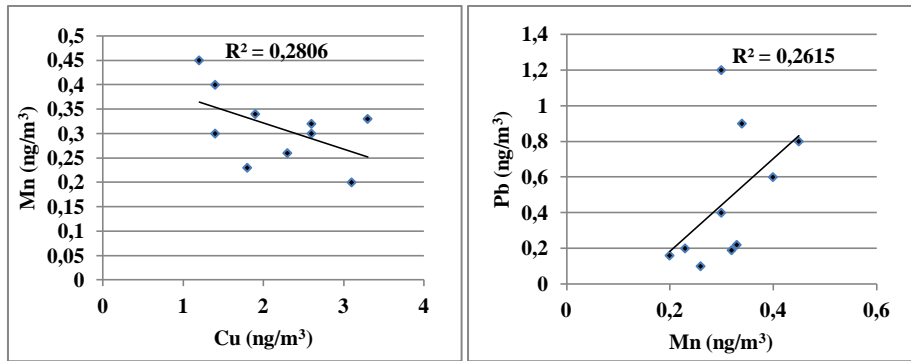 R² = 0,2806
Mn (ng/m³)
0,5
0,45
0,4
0,35
0,3
0,25
0,2
0,15
0,1
0,05
0
0 1 2 3 4
Cu (ng/m³)
R² = 0,2615
Pb (ng/m³)
1,4
1,2
1
0,8
0,6
0,4
0,2
0
0 0,2 0,4 0,6
Mn (ng/m³)